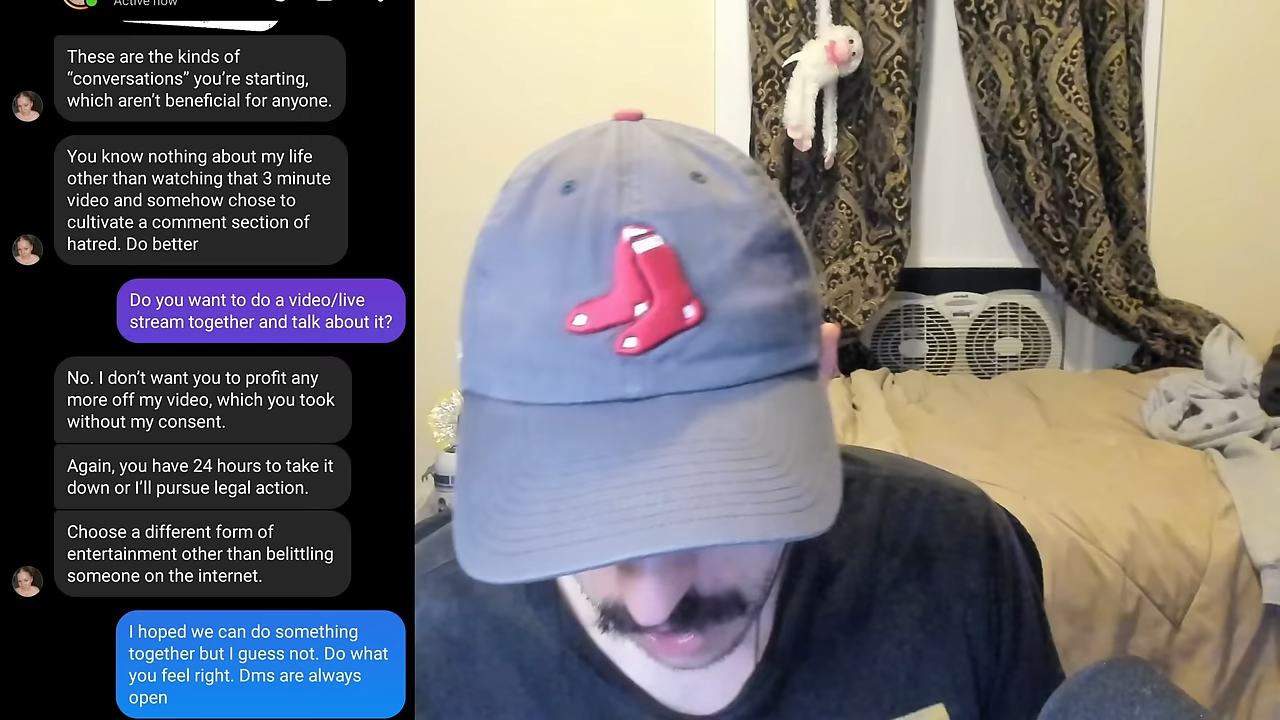 Active now
These are the kinds of
“conversations” you’re starting,
which aren’t beneficial for anyone.
You know nothing about my life
other than watching that 3 minute
video and somehow chose to
cultivate a comment section of
hatred. Do better
Do you want to do a video/live
stream together and talk about it?
No. I don’t want you to profit any
more off my video, which you took
without my consent.
Again, you have 24 hours to take it
down or I’ll pursue legal action.
Choose a different form of
entertainment other than belittling
someone on the internet.
I hoped we can do something
together but I guess not. Do what
you feel right. Dms are always
open